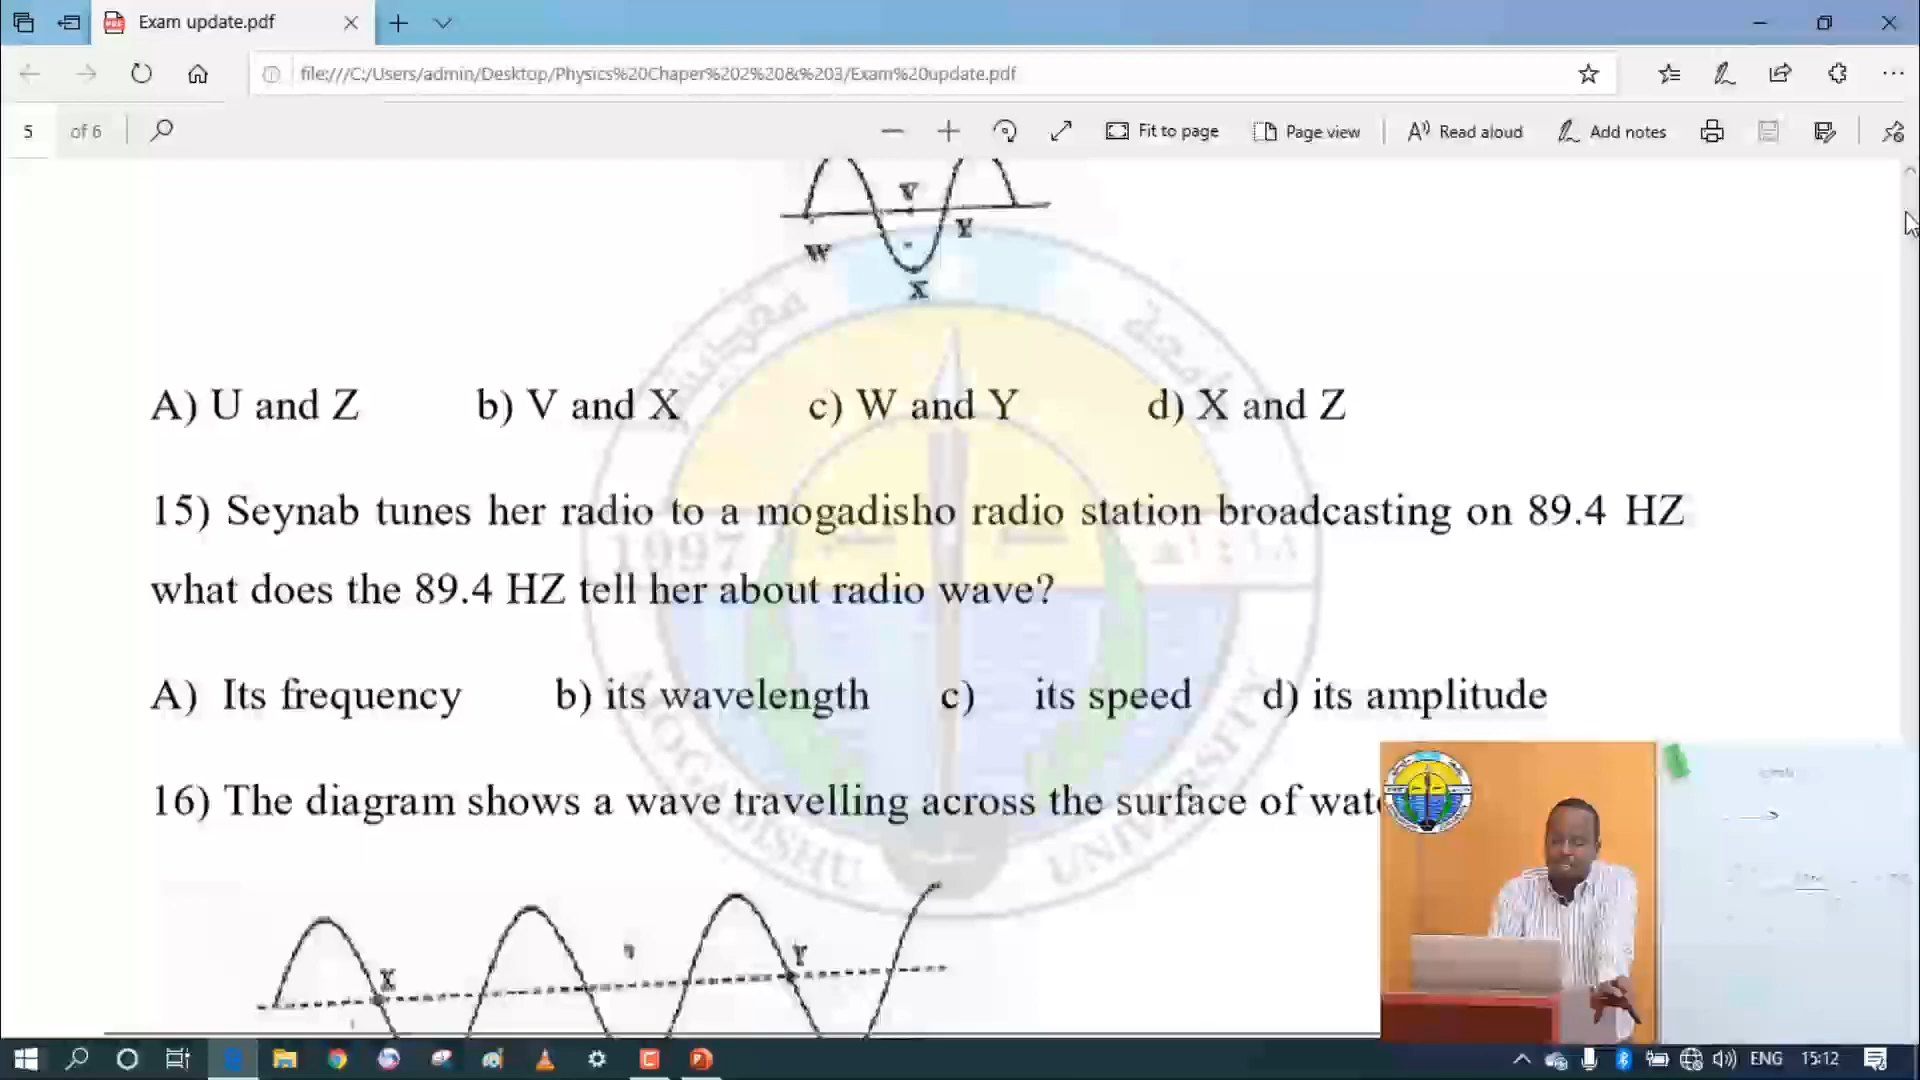 Exam update.pdf
file:///C:/Users/admin/Desktop/Physics%20Chaper%202%20&%203/Exam%20update.pdf
5 of 6
Fit to page
Page view
Read aloud
Add notes
V
W
Y
X
A) U and Z b) V and X c) W and Y d) X and Z
15) Seynab tunes her radio to a mogadisho radio station broadcasting on 89.4 HZ
what does the 89.4 HZ tell her about radio wave?
A) Its frequency b) its wavelength c) its speed d) its amplitude
16) The diagram shows a wave travelling across the surface of wat
X
Y
1997
MOGADISHU UNIVERSITY
ENG
15:12